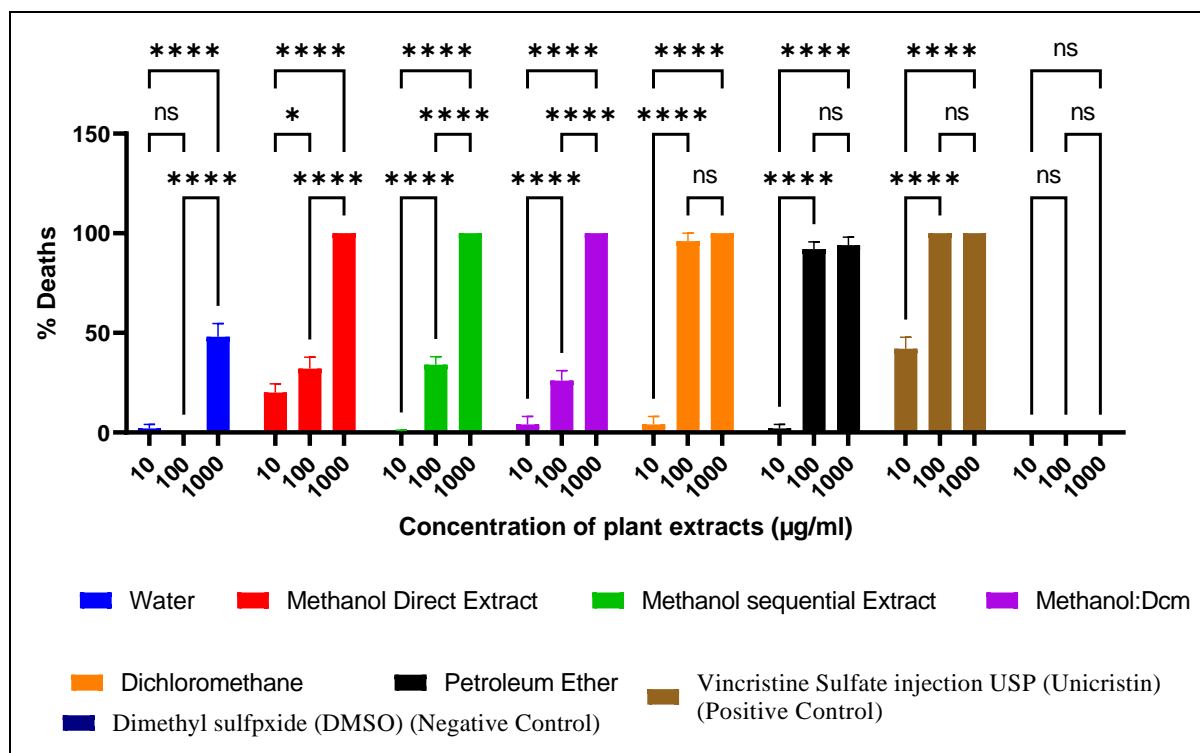 **** **** **** **** **** **** **** ns
ns * **** **** **** ns ns ns
**** **** **** **** ns **** **** ns
150
100
50
0
% Deaths
10 100 1000 10 100 1000 10 100 1000 10 100 1000 10 100 1000 10 100 1000 10 100 1000 10 100 1000
Concentration of plant extracts (µg/ml)
Water Methanol Direct Extract Methanol sequential Extract Methanol:Dcm
Dichloromethane Petroleum Ether Vincristine Sulfate injection USP (Unicristin)
(Positive Control)
Dimethyl sulfpxide (DMSO) (Negative Control)